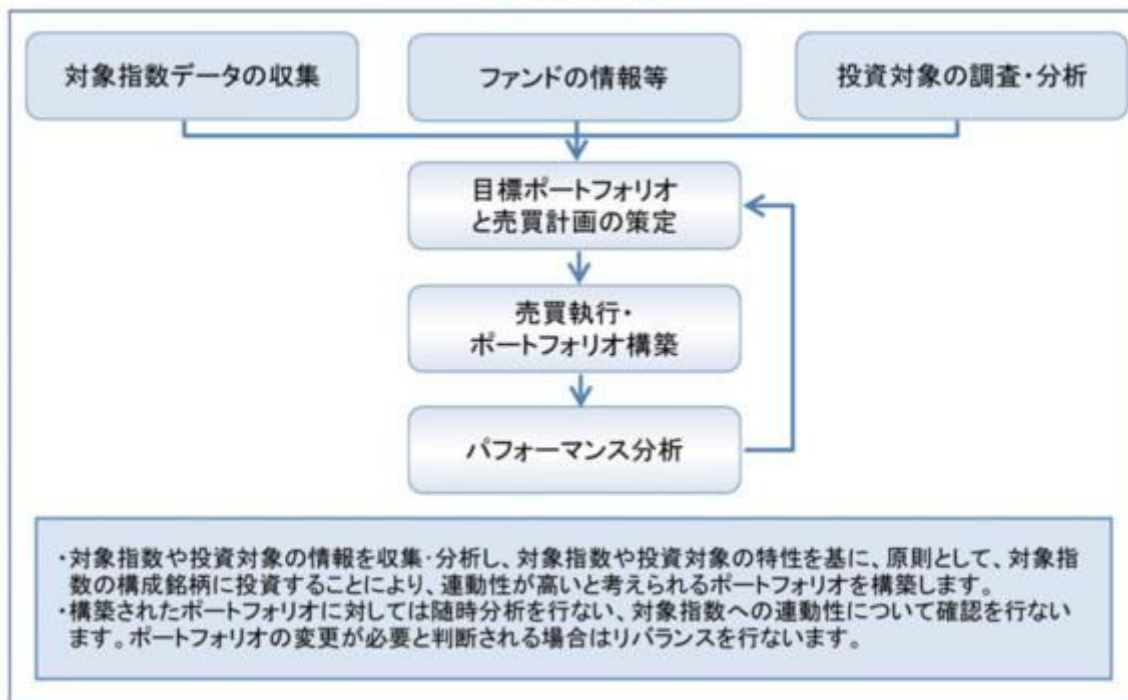 対象指数データの収集
ファンドの情報等
投資対象の調査・分析
目標ポートフォリオ
と売買計画の策定
売買執行・
ポートフォリオ構築
パフォーマンス分析
・対象指数や投資対象の情報を収集・分析し、対象指数や投資対象の特性を基に、原則として、対象指
数の構成銘柄に投資することにより、連動性が高いと考えられるポートフォリオを構築します。
・構築されたポートフォリオに対しては随時分析を行ない、対象指数への連動性について確認を行ない
ます。ポートフォリオの変更が必要と判断される場合はリバランスを行ないます。